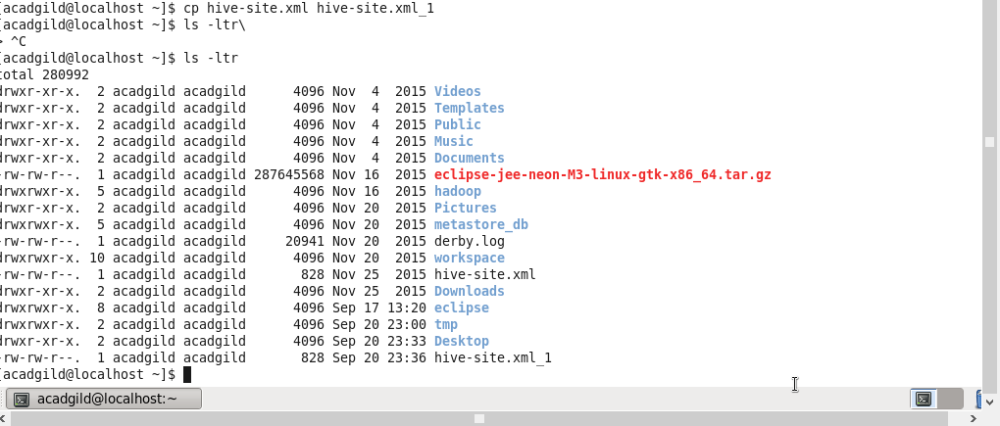 [acadgild@localhost ~]$ cp hive-site.xml hive-site.xml_1
[acadgild@localhost ~]$ ls -ltr\
> ^C
[acadgild@localhost ~]$ ls -ltr
total 280992
drwxr-xr-x.  2 acadgild acadgild      4096 Nov  4  2015 Videos
drwxr-xr-x.  2 acadgild acadgild      4096 Nov  4  2015 Templates
drwxr-xr-x.  2 acadgild acadgild      4096 Nov  4  2015 Public
drwxr-xr-x.  2 acadgild acadgild      4096 Nov  4  2015 Music
drwxr-xr-x.  2 acadgild acadgild      4096 Nov  4  2015 Documents
-rw-rw-r--.  1 acadgild acadgild 287645568 Nov 16  2015 eclipse-jee-neon-M3-linux-gtk-x86_64.tar.gz
drwxrwxr-x.  5 acadgild acadgild      4096 Nov 16  2015 hadoop
drwxr-xr-x.  2 acadgild acadgild      4096 Nov 20  2015 Pictures
drwxrwxr-x.  5 acadgild acadgild      4096 Nov 20  2015 metastore_db
-rw-rw-r--.  1 acadgild acadgild     20941 Nov 20  2015 derby.log
drwxrwxr-x. 10 acadgild acadgild      4096 Nov 20  2015 workspace
-rw-rw-r--.  1 acadgild acadgild       828 Nov 25  2015 hive-site.xml
drwxr-xr-x.  2 acadgild acadgild      4096 Nov 25  2015 Downloads
drwxrwxr-x.  8 acadgild acadgild      4096 Sep 17 13:20 eclipse
drwxrwxr-x.  2 acadgild acadgild      4096 Sep 20 23:00 tmp
drwxr-xr-x.  2 acadgild acadgild      4096 Sep 20 23:33 Desktop
-rw-rw-r--.  1 acadgild acadgild       828 Sep 20 23:36 hive-site.xml_1
[acadgild@localhost ~]$
acadgild@localhost:~